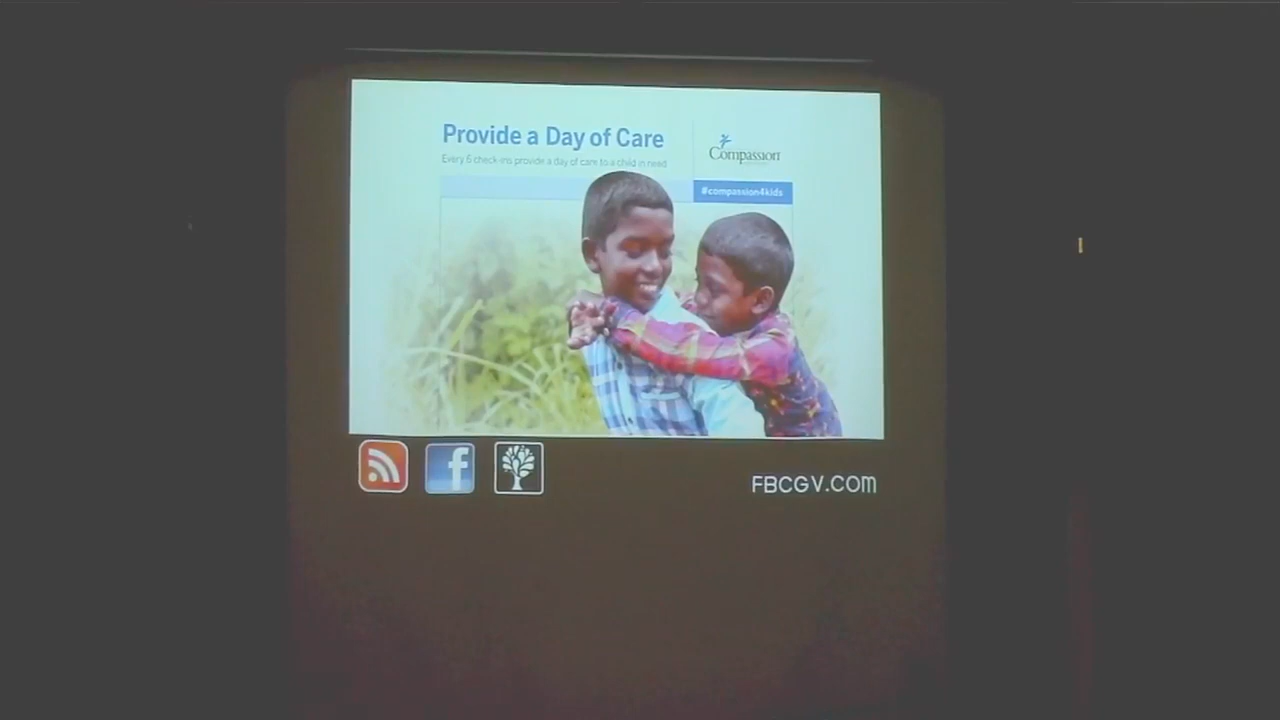 Provide a Day of Care
Every 6 check-ins provide a day of care to a child in need
Compassion
#compassion4kids
f
FBCGV.COM